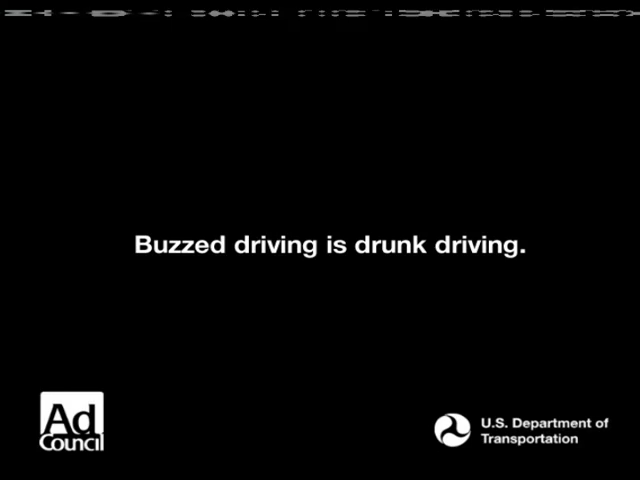 Buzzed driving is drunk driving.
Ad
Council
U.S. Department of
Transportation